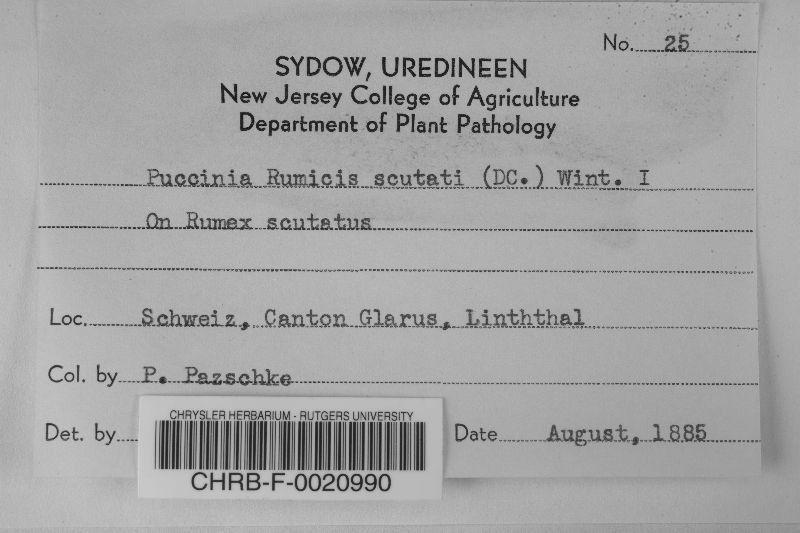 No. 25
SYDOW, UREDINEEN
New Jersey College of Agriculture
Department of Plant Pathology
Puccinia Rumicis scutati (DC.) Wint. I
On Rumex scutatus
Loc. Schweiz, Canton Glarus, Linththal
Col. by P. Pazschke
Det. by
Date August, 1885
CHRYSLER HERBARIUM - RUTGERS UNIVERSITY
CHRB-F-0020990